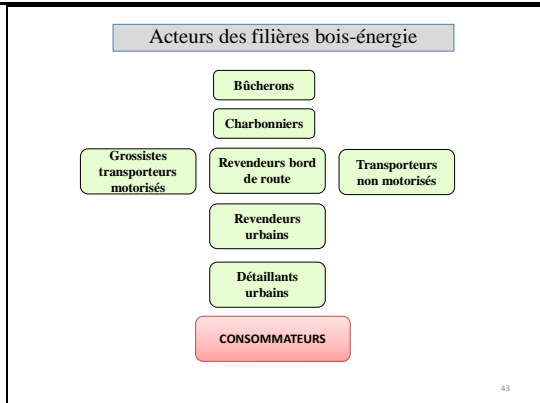 Acteurs des filières bois-énergie
Bûcherons
Charbonniers
Grossistes
transporteurs
motorisés
Revendeurs bord
de route
Transporteurs
non motorisés
Revendeurs
urbains
Détaillants
urbains
CONSOMMATEURS
43